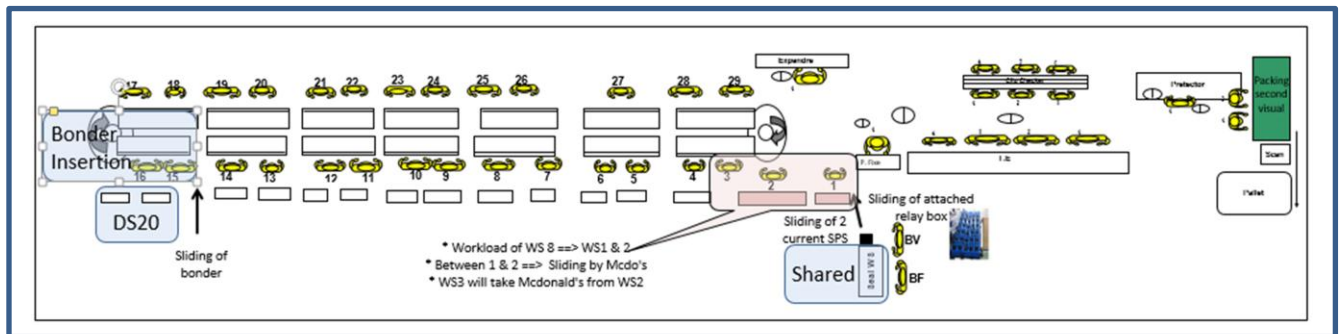 17 18 19 20 21 22 23 24 25 26 27 28 29
Expandre
Protector
Packing
second
visual
Scan
Pallet
Bonder
Insertion
16 15 14 13 12 11 10 9 8 7 6 5 4 3 2 1
DS20
Sliding of
bonder
* Workload of WS 8 ==> WS1 & 2
* Between 1 & 2 ==> Sliding by Mcdo's
* WS3 will take Mcdonald's from WS2
Sliding of 2
current SPS
Sliding of attached
relay box
Shared
Seal WS
BV
BF